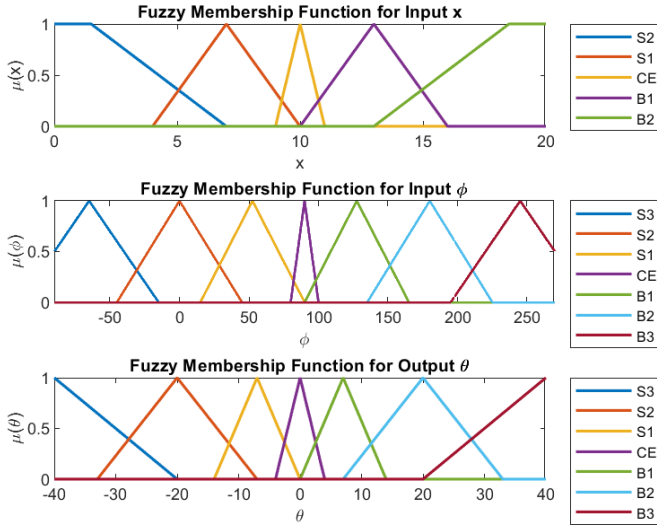 Fuzzy Membership Function for Input x
1
0.5
0
μ(x)
0 5 10 15 20
x
S2
S1
CE
B1
B2
Fuzzy Membership Function for Input ϕ
1
0.5
0
μ(ϕ)
-50 0 50 100 150 200 250
ϕ
S3
S2
S1
CE
B1
B2
B3
Fuzzy Membership Function for Output θ
1
0.5
0
μ(θ)
-40 -30 -20 -10 0 10 20 30 40
θ
S3
S2
S1
CE
B1
B2
B3